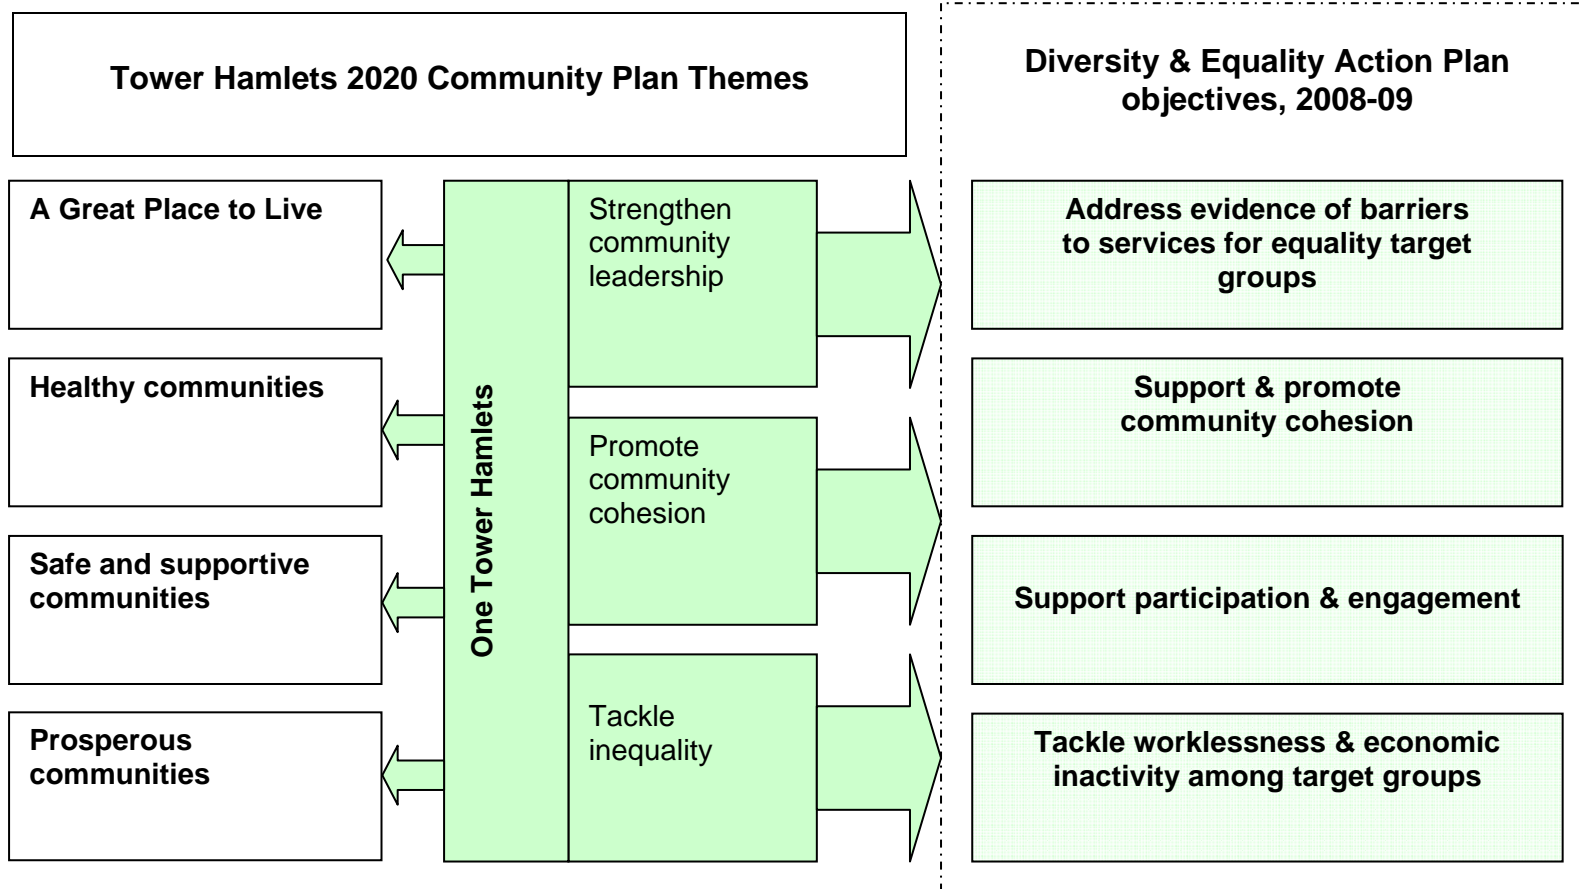 Tower Hamlets 2020 Community Plan Themes
Diversity & Equality Action Plan
objectives, 2008-09
A Great Place to Live
Healthy communities
Safe and supportive
communities
Prosperous
communities
One Tower Hamlets
Strengthen
community
leadership
Promote
community
cohesion
Tackle
inequality
Address evidence of barriers
to services for equality target
groups
Support & promote
community cohesion
Support participation & engagement
Tackle worklessness & economic
inactivity among target groups